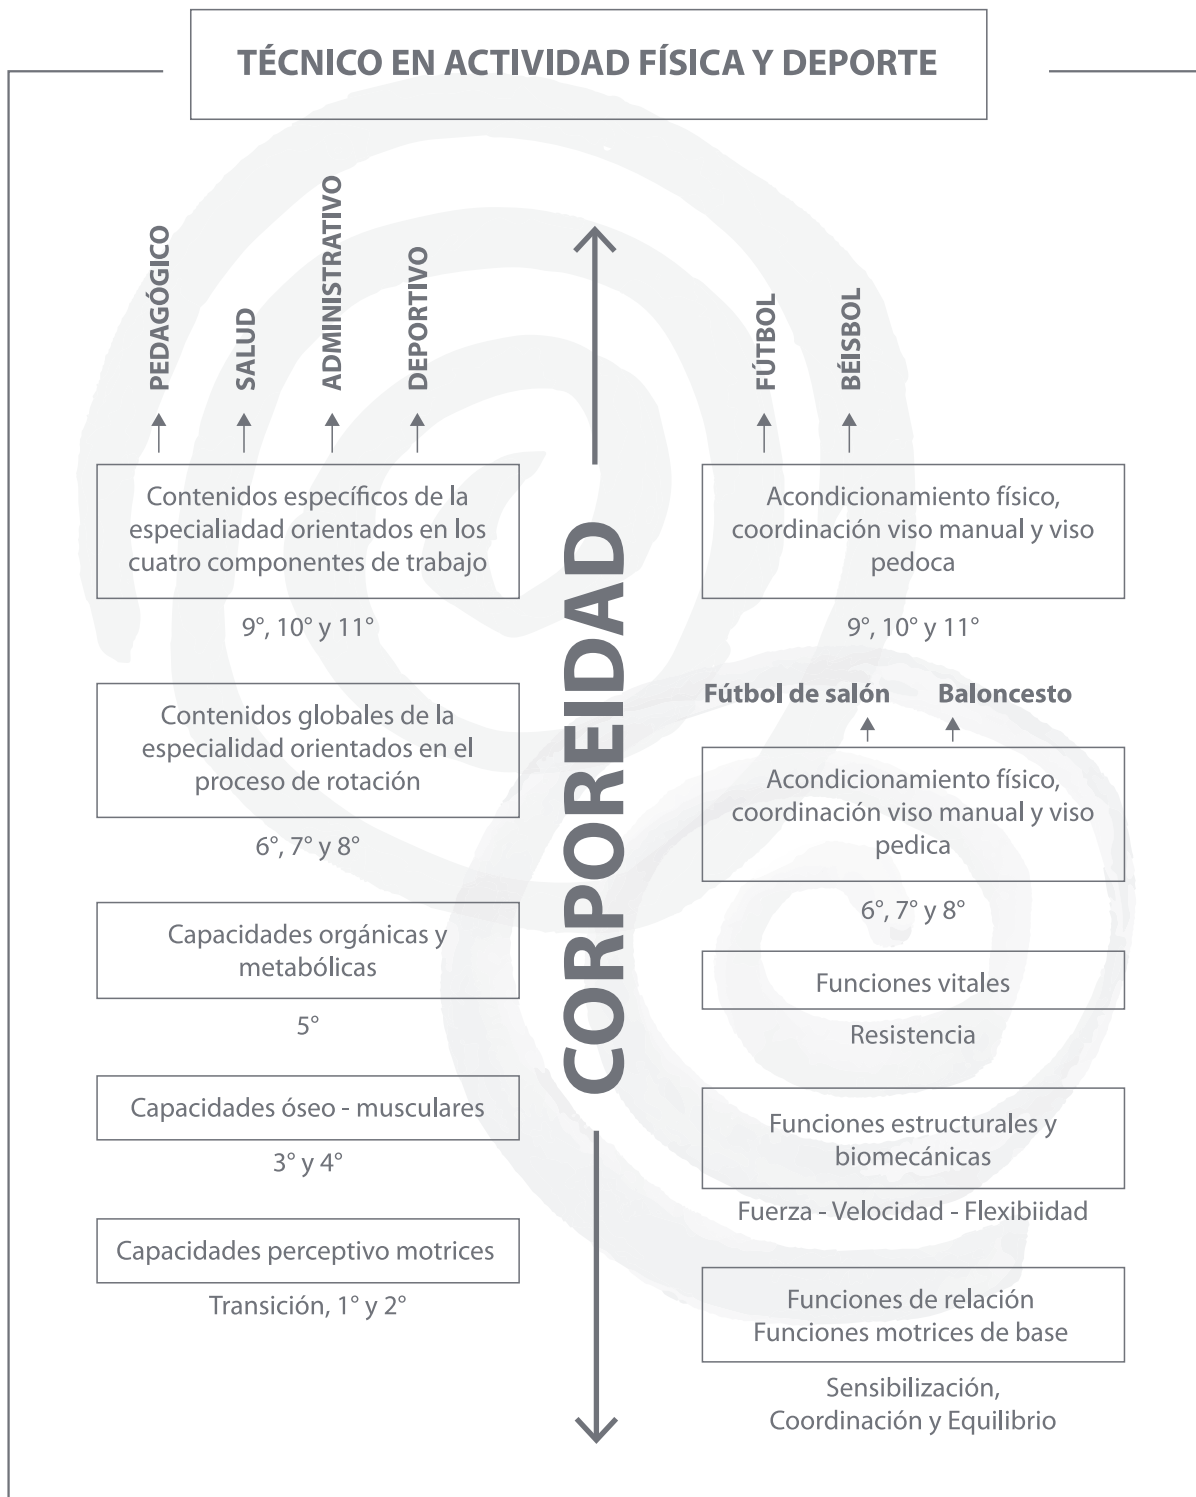 TÉCNICO EN ACTIVIDAD FÍSICA Y DEPORTE
PEDAGÓGICO
SALUD
ADMINISTRATIVO
DEPORTIVO
Contenidos específicos de la
especialiadad orientados en los
cuatro componentes de trabajo
9°, 10° y 11°
Contenidos globales de la
especialidad orientados en el
proceso de rotación
6°, 7° y 8°
Capacidades orgánicas y
metabólicas
5°
Capacidades óseo - musculares
3° y 4°
Capacidades perceptivo motrices
Transición, 1° y 2°
CORPOREIDAD
FÚTBOL
BÉISBOL
Acondicionamiento físico,
coordinación viso manual y viso
pedoca
9°, 10° y 11°
Fútbol de salón
Baloncesto
Acondicionamiento físico,
coordinación viso manual y viso
pedica
6°, 7° y 8°
Funciones vitales
Resistencia
Funciones estructurales y
biomecánicas
Fuerza - Velocidad - Flexibiidad
Funciones de relación
Funciones motrices de base
Sensibilización,
Coordinación y Equilibrio